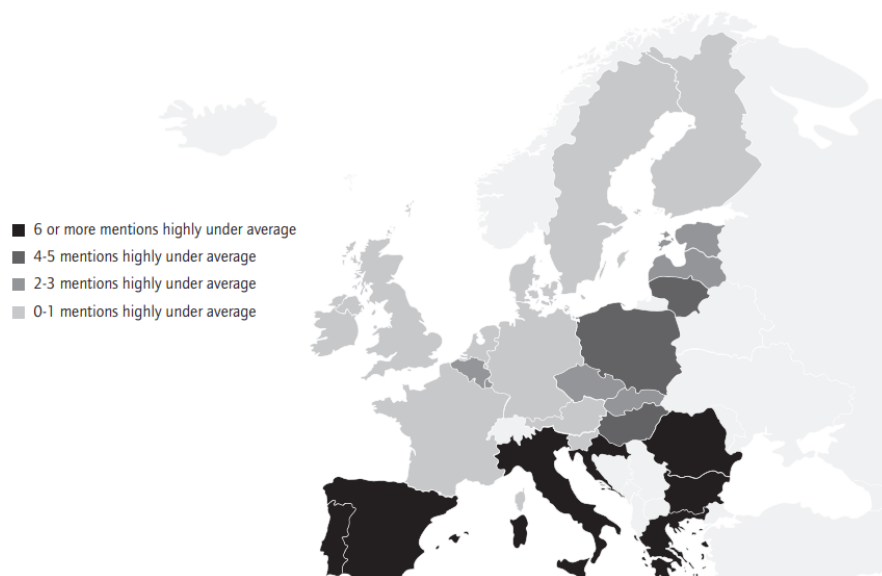 6 or more mentions highly under average
4-5 mentions highly under average
2-3 mentions highly under average
0-1 mentions highly under average